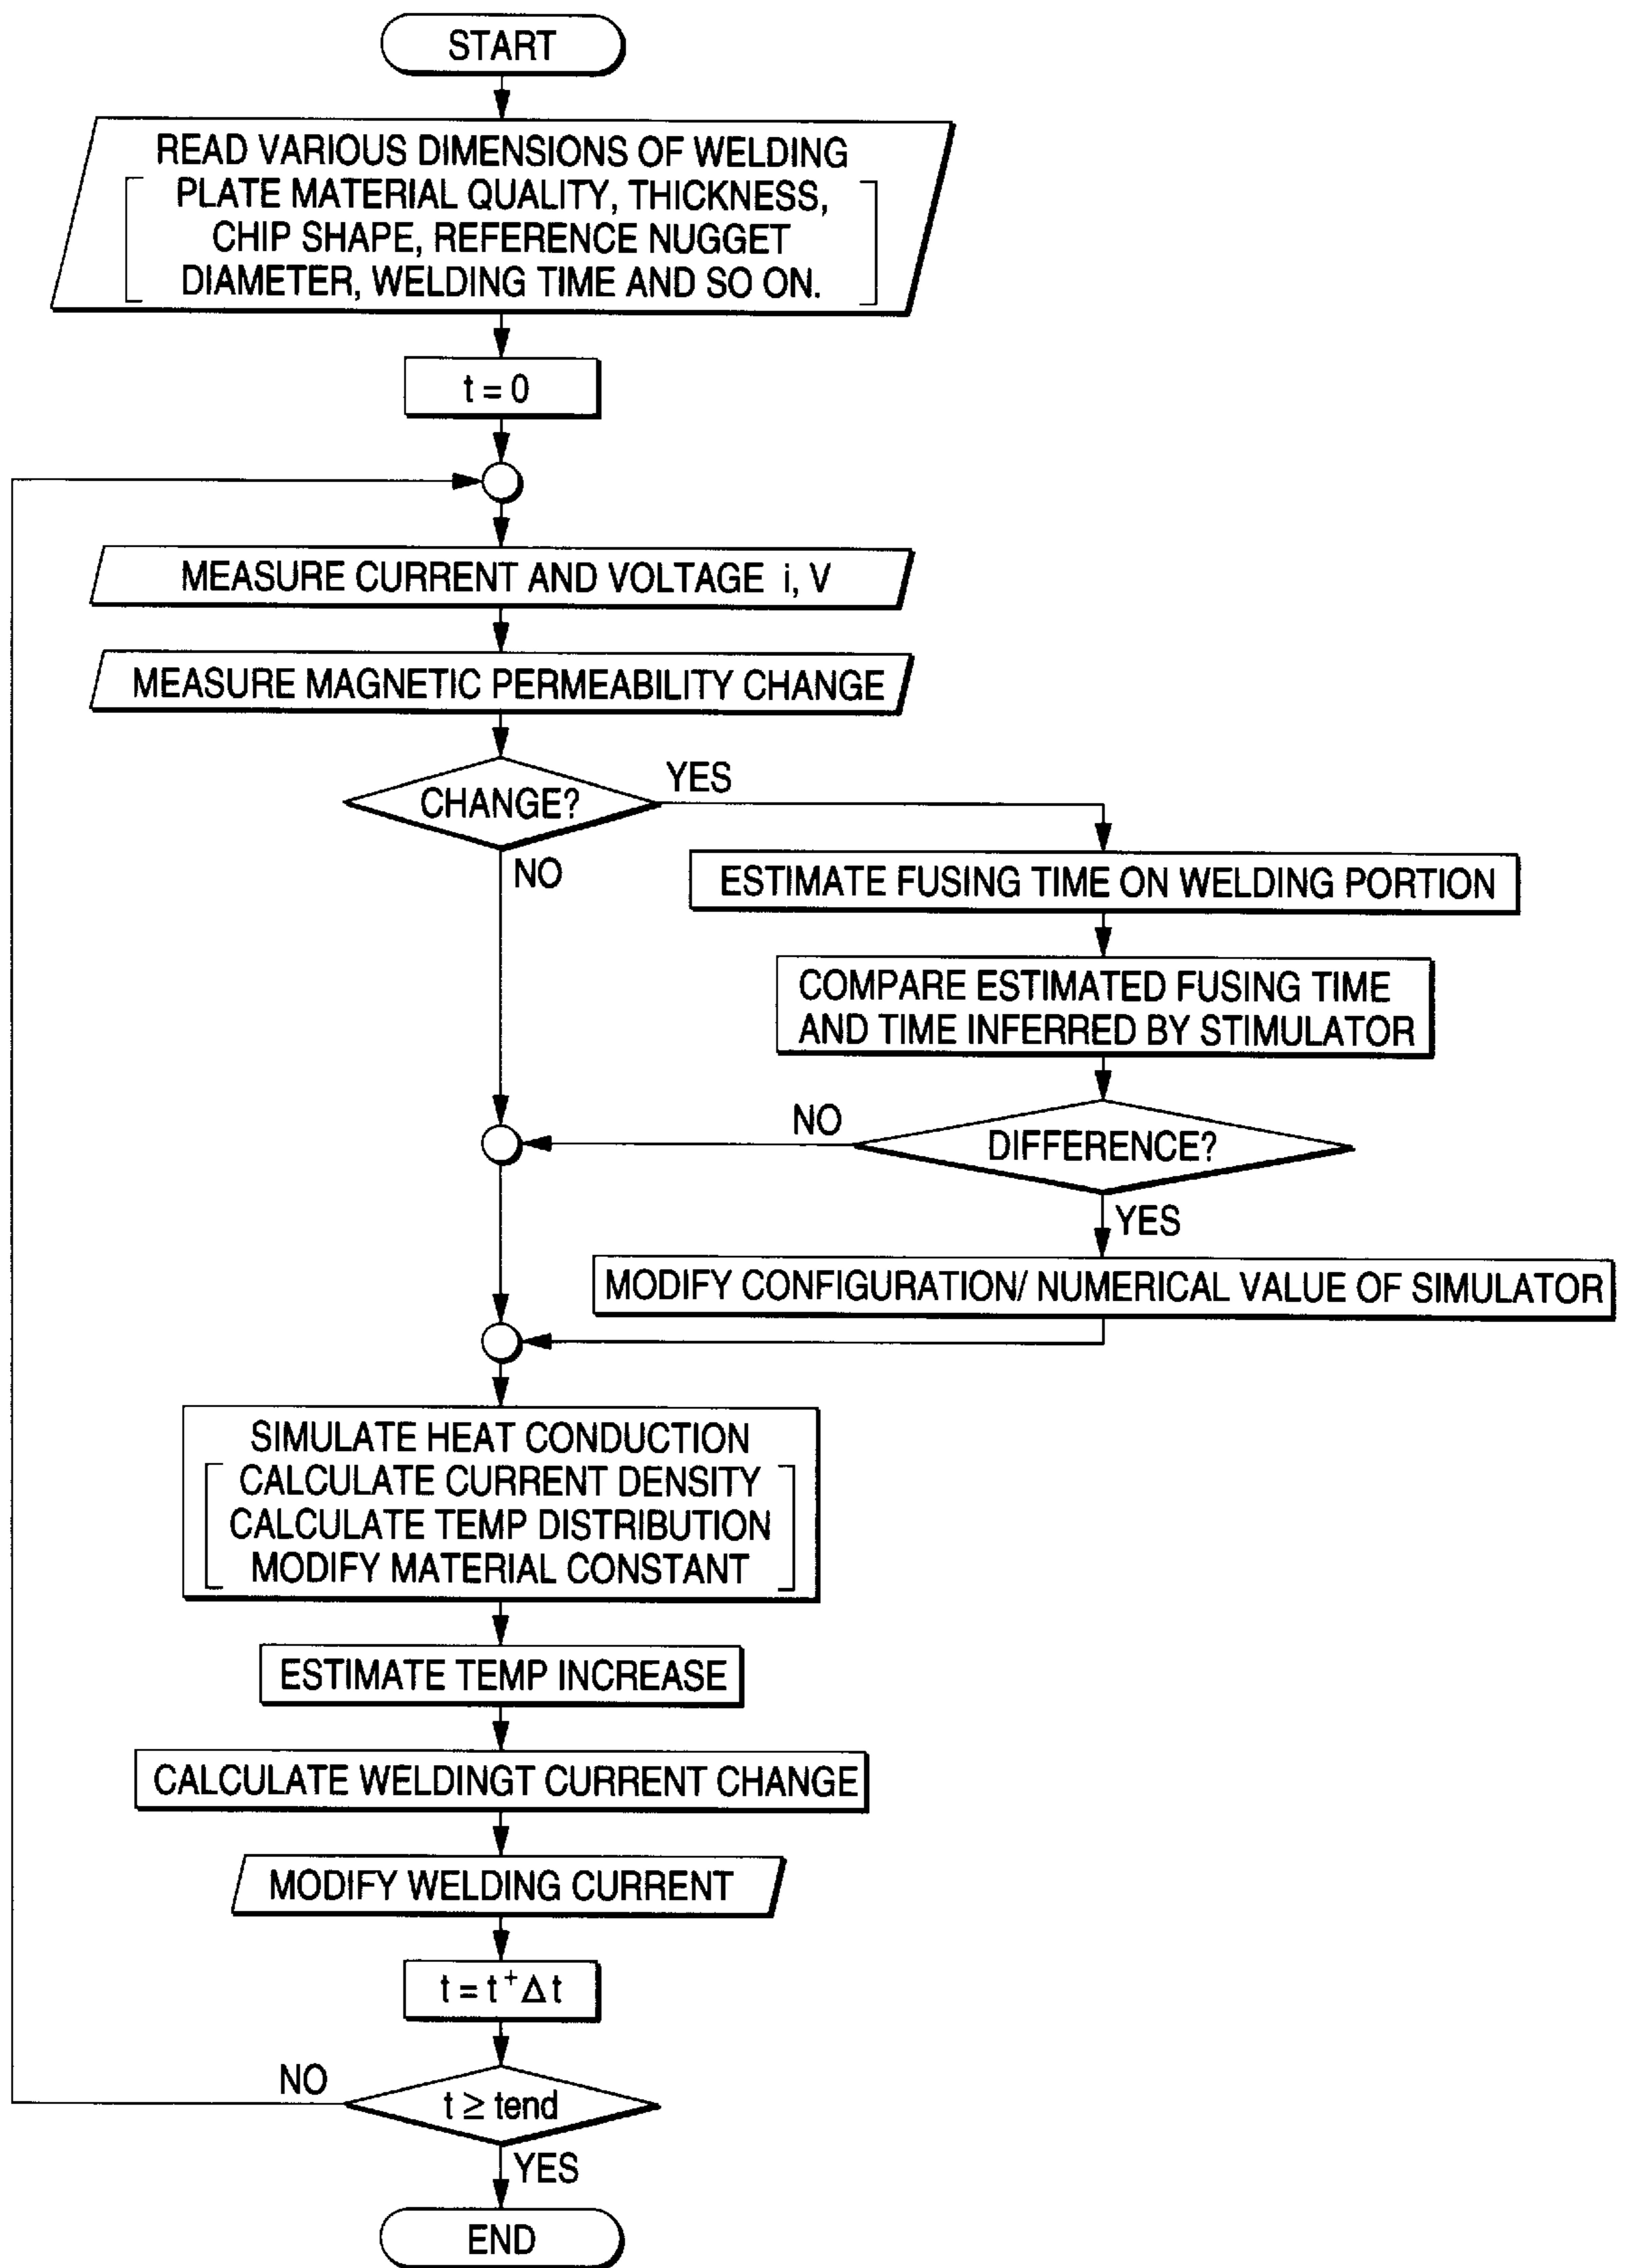 START
READ VARIOUS DIMENSIONS OF WELDING
PLATE MATERIAL QUALITY, THICKNESS,
CHIP SHAPE, REFERENCE NUGGET
DIAMETER, WELDING TIME AND SO ON.
t = 0
MEASURE CURRENT AND VOLTAGE i, V
MEASURE MAGNETIC PERMEABILITY CHANGE
CHANGE?
YES
NO
ESTIMATE FUSING TIME ON WELDING PORTION
COMPARE ESTIMATED FUSING TIME
AND TIME INFERRED BY STIMULATOR
DIFFERENCE?
NO
YES
MODIFY CONFIGURATION/ NUMERICAL VALUE OF SIMULATOR
SIMULATE HEAT CONDUCTION
CALCULATE CURRENT DENSITY
CALCULATE TEMP DISTRIBUTION
MODIFY MATERIAL CONSTANT
ESTIMATE TEMP INCREASE
CALCULATE WELDINGT CURRENT CHANGE
MODIFY WELDING CURRENT
t = t + Δ t
t ≥ tend
NO
YES
END